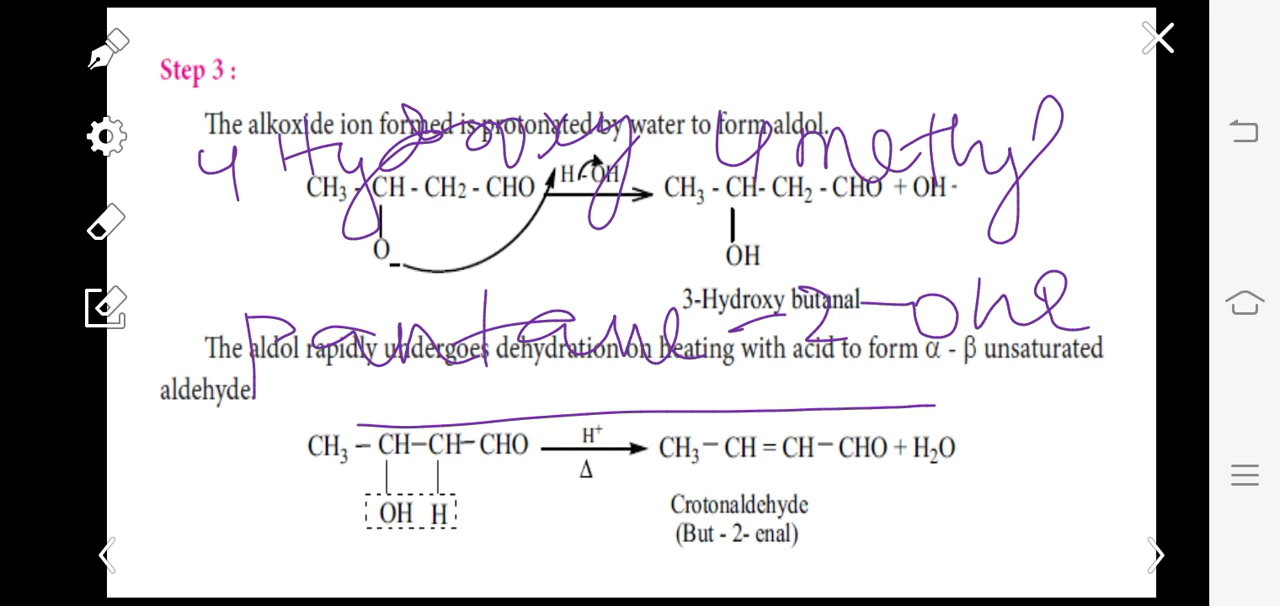 Step 3 :
The alkoxide ion formed is protonated by water to form aldol.
4 Hydroxy 4 methyl
CH3 - CH - CH2 - CHO H-OH CH3 - CH- CH2 - CHO + OH-
O- OH
3-Hydroxy butanal
pantane - 2 - one
The aldol rapidly undergoes dehydration on heating with acid to form α - β unsaturated
aldehyde.
CH3 – CH–CH–CHO H+ CH3 – CH = CH – CHO + H2O
Δ
OH H
Crotonaldehyde
(But - 2- enal)